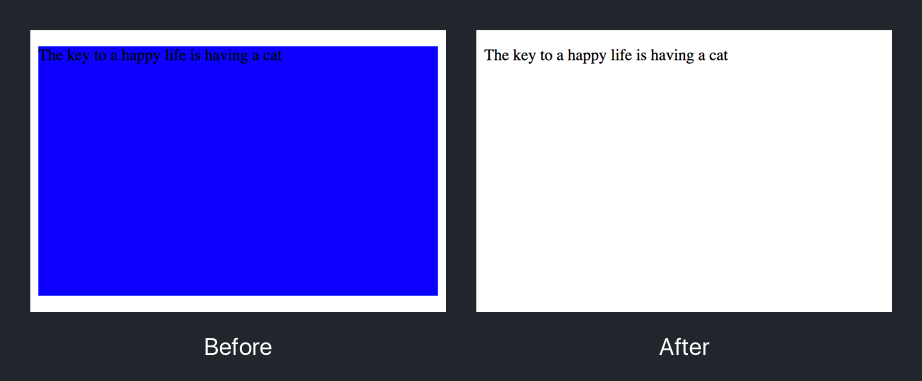 The key to a happy life is having a cat
The key to a happy life is having a cat
Before
After